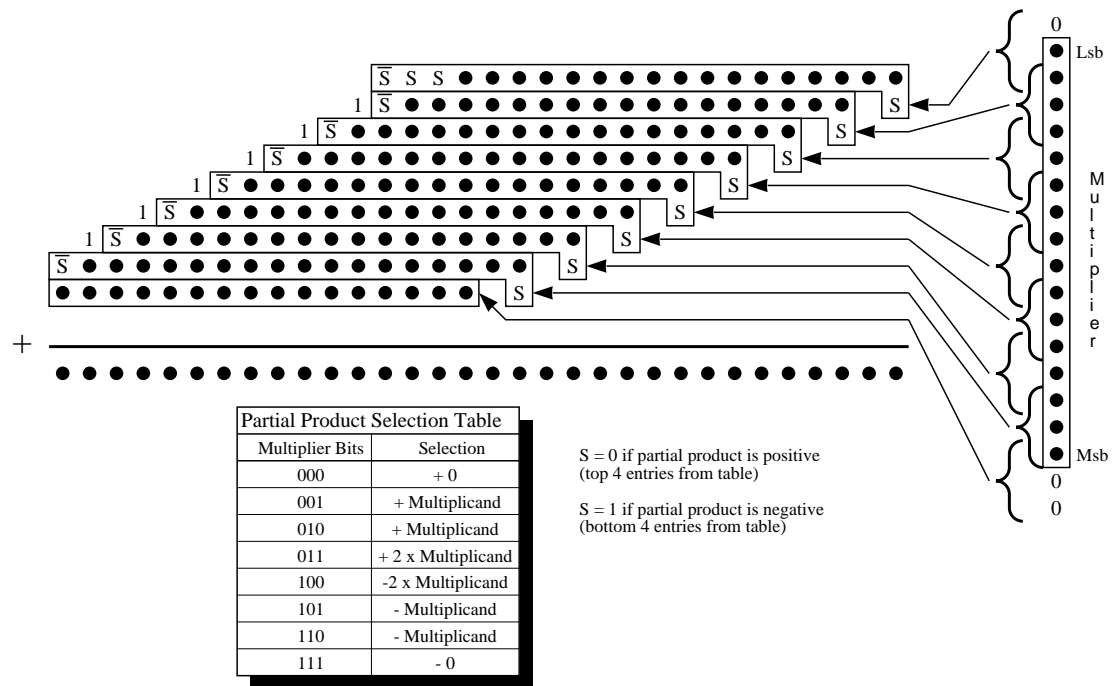 0
Lsb
S̅ S S
S
1 S̅
S
1 S̅
S
1 S̅
S
1 S̅
S
1 S̅
S
1 S̅
S
S̅
S
Multiplier
+
Msb
0
0
Partial Product Selection Table
Multiplier Bits Selection
000 + 0
001 + Multiplicand
010 + Multiplicand
011 + 2 x Multiplicand
100 -2 x Multiplicand
101 - Multiplicand
110 - Multiplicand
111 - 0
S = 0 if partial product is positive
(top 4 entries from table)
S = 1 if partial product is negative
(bottom 4 entries from table)